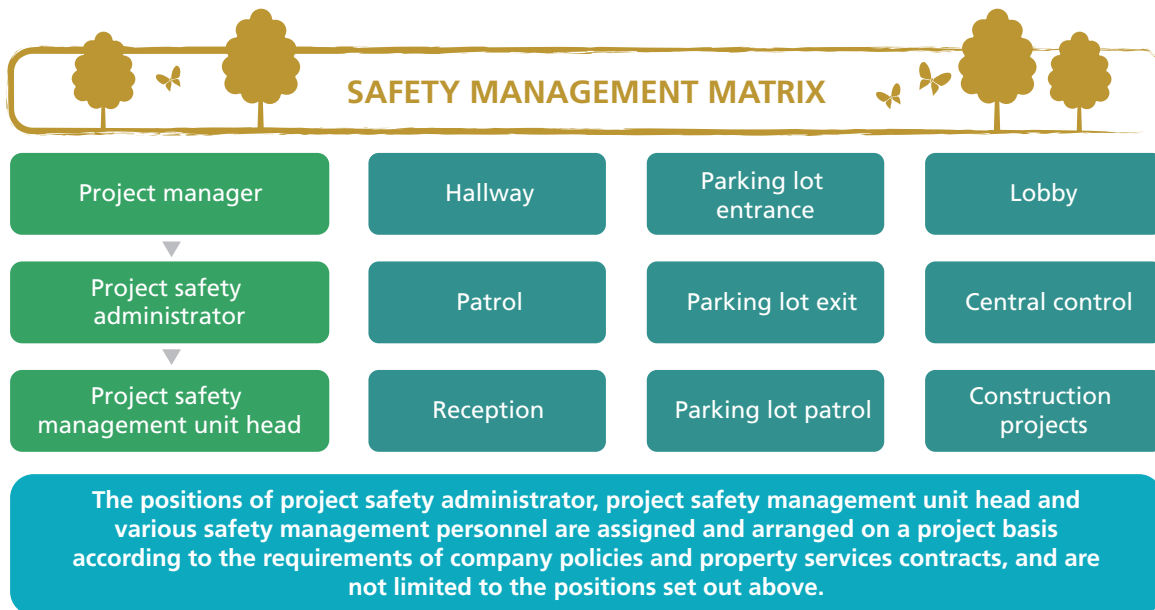 SAFETY MANAGEMENT MATRIX
Project manager
Hallway
Parking lot
entrance
Lobby
Project safety
administrator
Patrol
Parking lot exit
Central control
Project safety
management unit head
Reception
Parking lot patrol
Construction
projects
The positions of project safety administrator, project safety management unit head and
various safety management personnel are assigned and arranged on a project basis
according to the requirements of company policies and property services contracts, and are
not limited to the positions set out above.